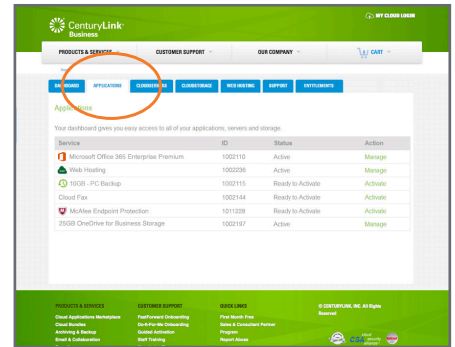 MY CLOUD LOGIN
CenturyLink®
Business
PRODUCTS & SERVICES
CUSTOMER SUPPORT
OUR COMPANY
CART
DASHBOARD
APPLICATIONS
CLOUDSERVERS
CLOUDSTORAGE
WEB HOSTING
SUPPORT
ENTITLEMENTS
Applications
Your dashboard gives you easy access to all of your applications, servers and storage.
Service ID Status Action
Microsoft Office 365 Enterprise Premium 1002110 Active Manage
Web Hosting 1002236 Active Manage
10GB - PC Backup 1002115 Ready to Activate Activate
Cloud Fax 1002144 Ready to Activate Activate
McAfee Endpoint Protection 1011228 Ready to Activate Activate
25GB OneDrive for Business Storage 1002197 Active Manage
PRODUCTS & SERVICES
Cloud Applications Marketplace
Cloud Bundles
Archiving & Backup
Email & Collaboration
CUSTOMER SUPPORT
FastForward Onboarding
Do-It-For-Me Onboarding
Guided Activation
Staff Training
QUICK LINKS
First Month Free
Sales & Consultant Partner
Program
Report Abuse
© CENTURYLINK, INC. All Rights
Reserved
CSA cloud
security
alliance